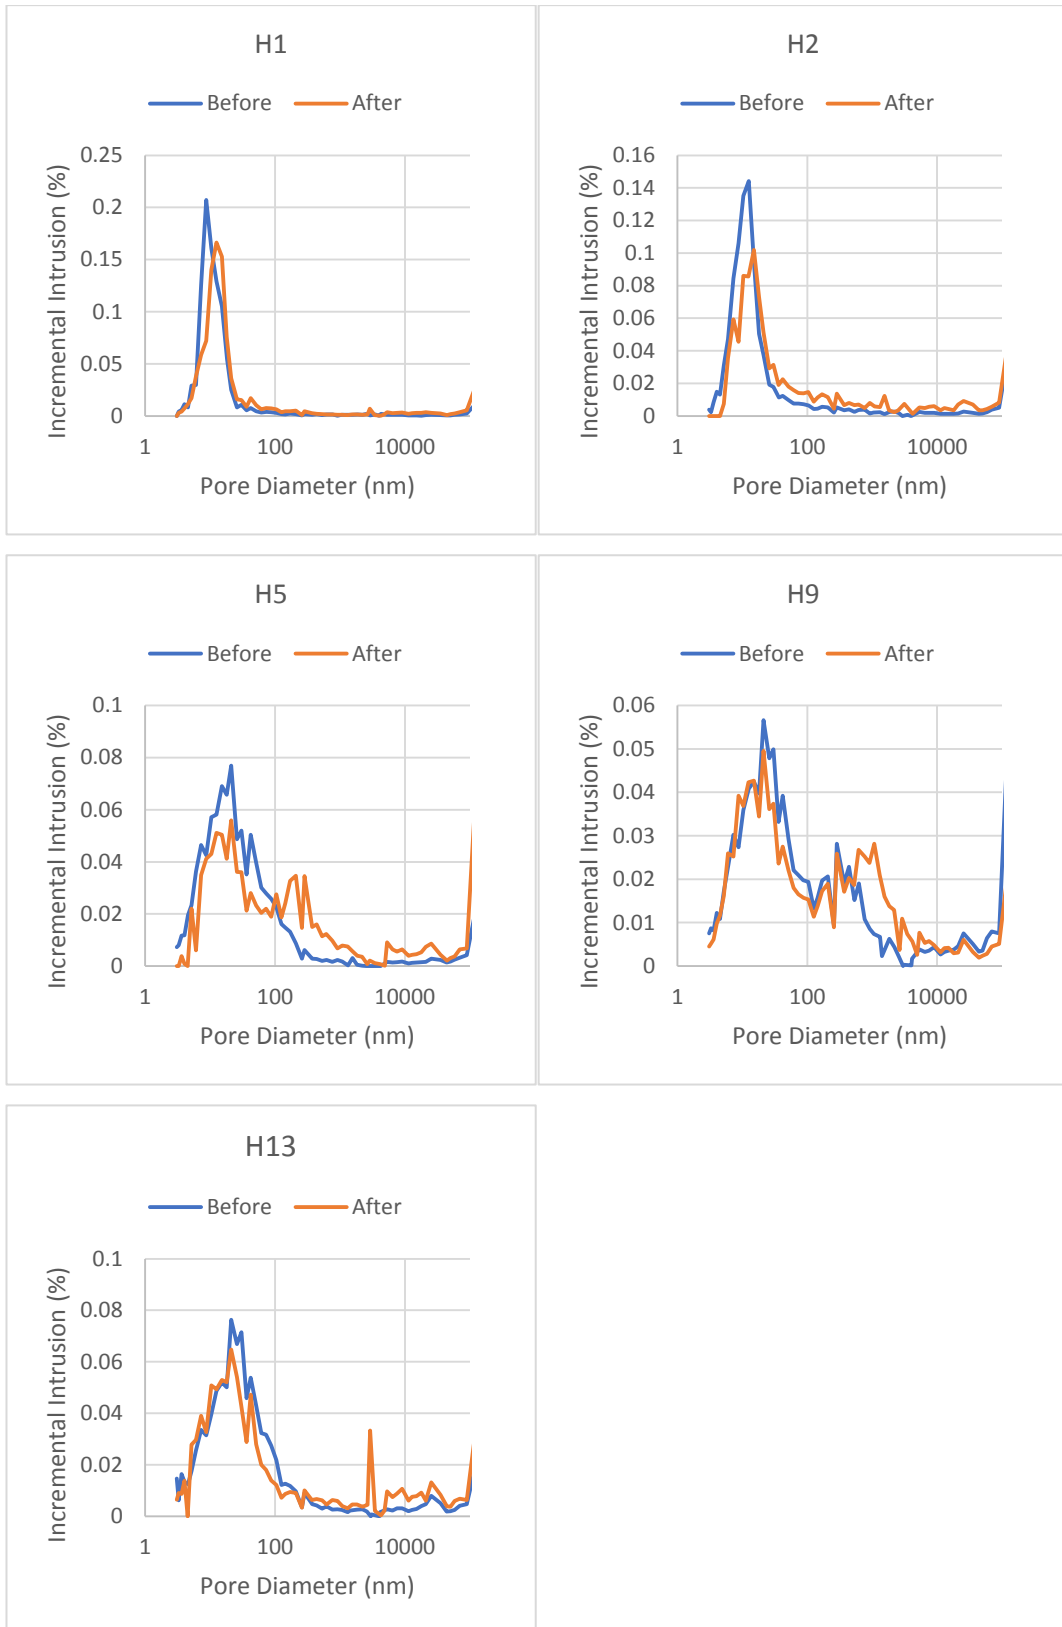 H1
Before After
0.25
0.2
0.15
0.1
0.05
0
Incremental Intrusion (%)
1 100 10000
Pore Diameter (nm)
H2
Before After
0.16
0.14
0.12
0.1
0.08
0.06
0.04
0.02
0
Incremental Intrusion (%)
1 100 10000
Pore Diameter (nm)
H5
Before After
0.1
0.08
0.06
0.04
0.02
0
Incremental Intrusion (%)
1 100 10000
Pore Diameter (nm)
H9
Before After
0.06
0.05
0.04
0.03
0.02
0.01
0
Incremental Intrusion (%)
1 100 10000
Pore Diameter (nm)
H13
Before After
0.1
0.08
0.06
0.04
0.02
0
Incremental Intrusion (%)
1 100 10000
Pore Diameter (nm)